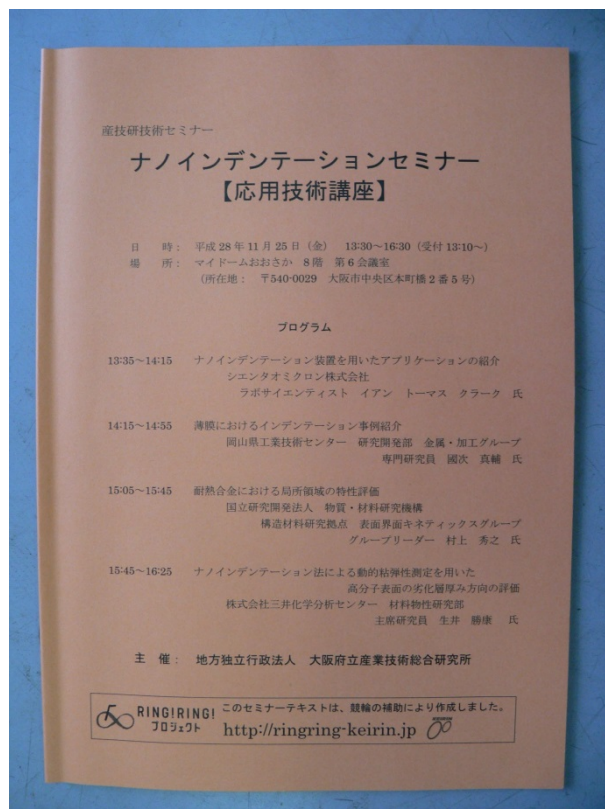 産技研技術セミナー
ナノインデンテーションセミナー
【応用技術講座】
日　時： 平成 28 年 11 月 25 日（金） 13:30～16:30（受付 13:10～）
場　所： マイドームおおさか 8 階 第 6 会議室
（所在地： 〒540-0029 大阪市中央区本町橋 2 番 5 号）
プログラム
13:35～14:15 ナノインデンテーション装置を用いたアプリケーションの紹介
シエンタオミクロン株式会社
ラボサイエンティスト イアン トーマス クラーク 氏
14:15～14:55 薄膜におけるインデンテーション事例紹介
岡山県工業技術センター 研究開発部 金属・加工グループ
専門研究員 國次 真輔 氏
15:05～15:45 耐熱合金における局所領域の特性評価
国立研究開発法人 物質・材料研究機構
構造材料研究拠点 表面界面キネティックスグループ
グループリーダー 村上 秀之 氏
15:45～16:25 ナノインデンテーション法による動的粘弾性測定を用いた
高分子表面の劣化層厚み方向の評価
株式会社三井化学分析センター 材料物性研究部
主席研究員 生井 勝康 氏
主　催： 地方独立行政法人 大阪府立産業技術総合研究所
RING!RING!
プロジェクト
このセミナーテキストは、競輪の補助により作成しました。
http://ringring-keirin.jp